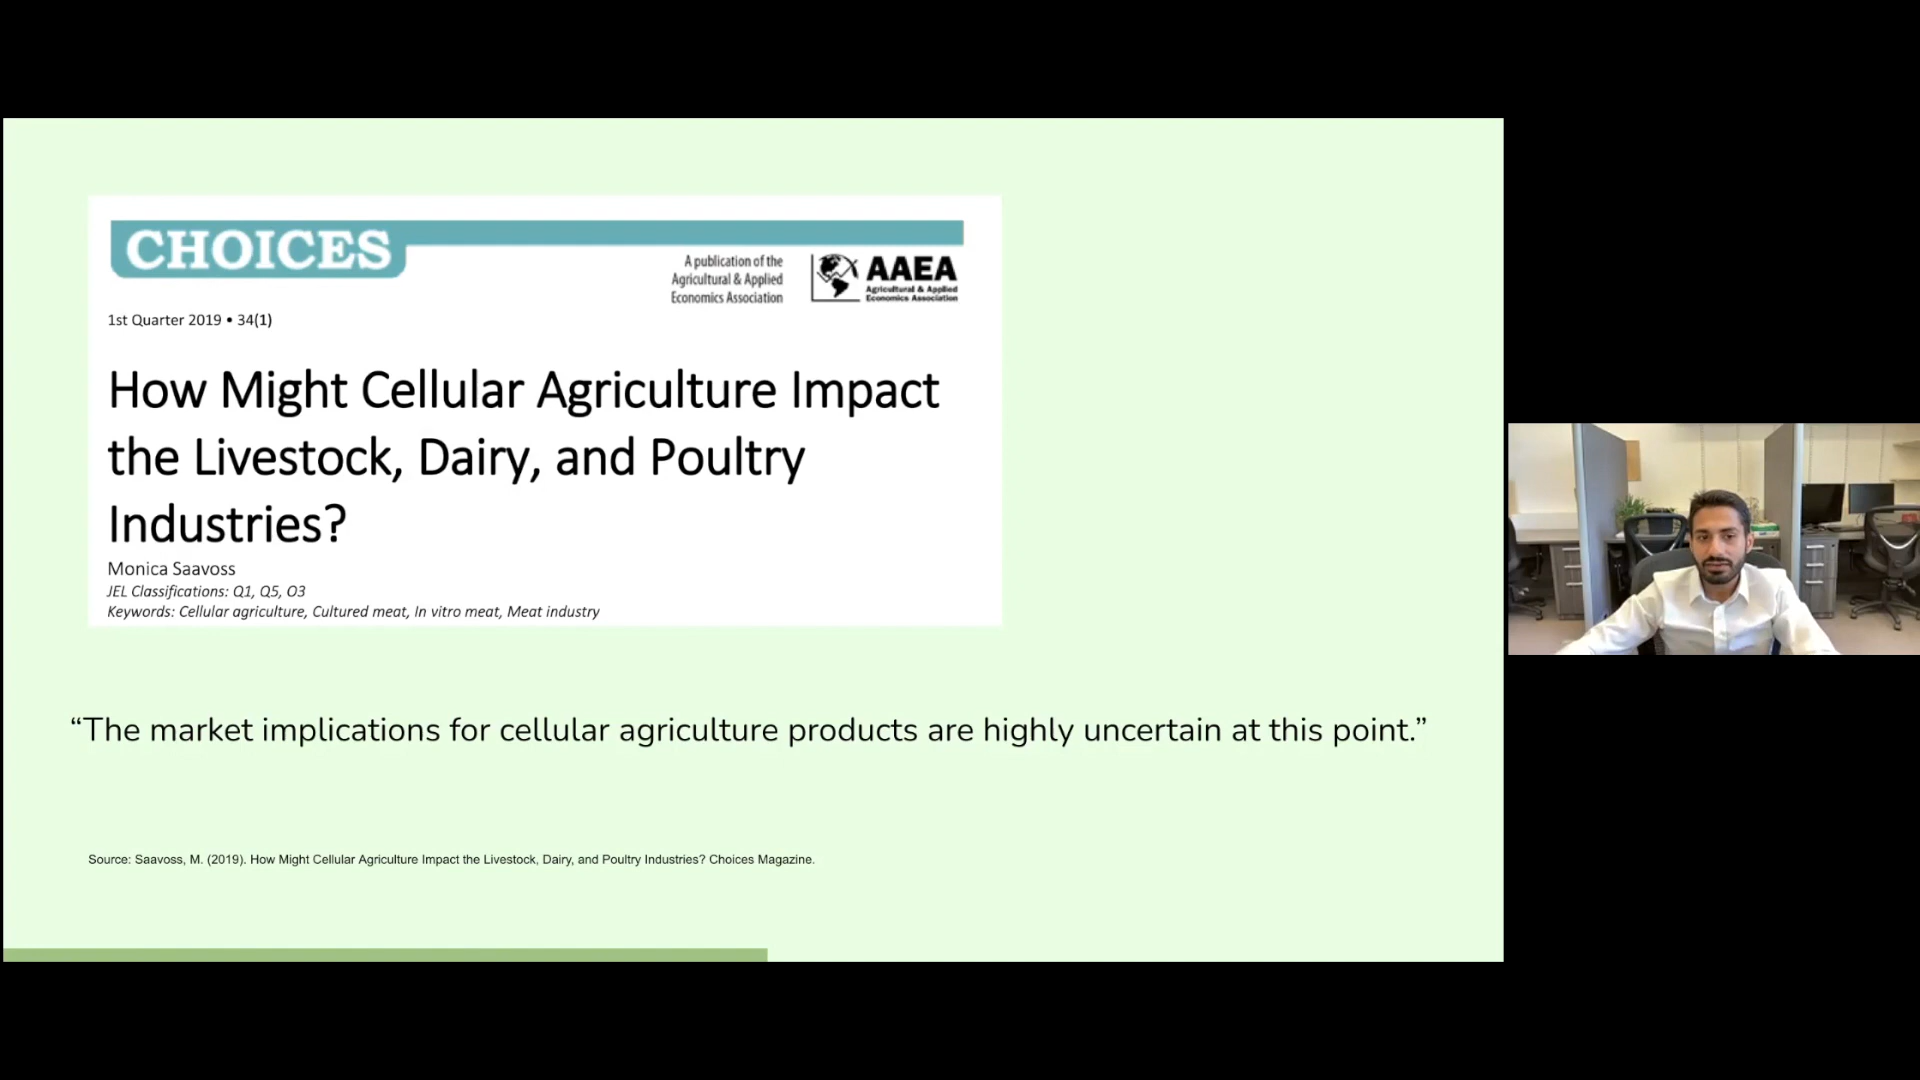 CHOICES
A publication of the
Agricultural & Applied
Economics Association
AAEA
Agricultural & Applied
Economics Association
1st Quarter 2019 • 34(1)
How Might Cellular Agriculture Impact
the Livestock, Dairy, and Poultry
Industries?
Monica Saavoss
JEL Classifications: Q1, Q5, O3
Keywords: Cellular agriculture, Cultured meat, In vitro meat, Meat industry
“The market implications for cellular agriculture products are highly uncertain at this point.”
Source: Saavoss, M. (2019). How Might Cellular Agriculture Impact the Livestock, Dairy, and Poultry Industries? Choices Magazine.